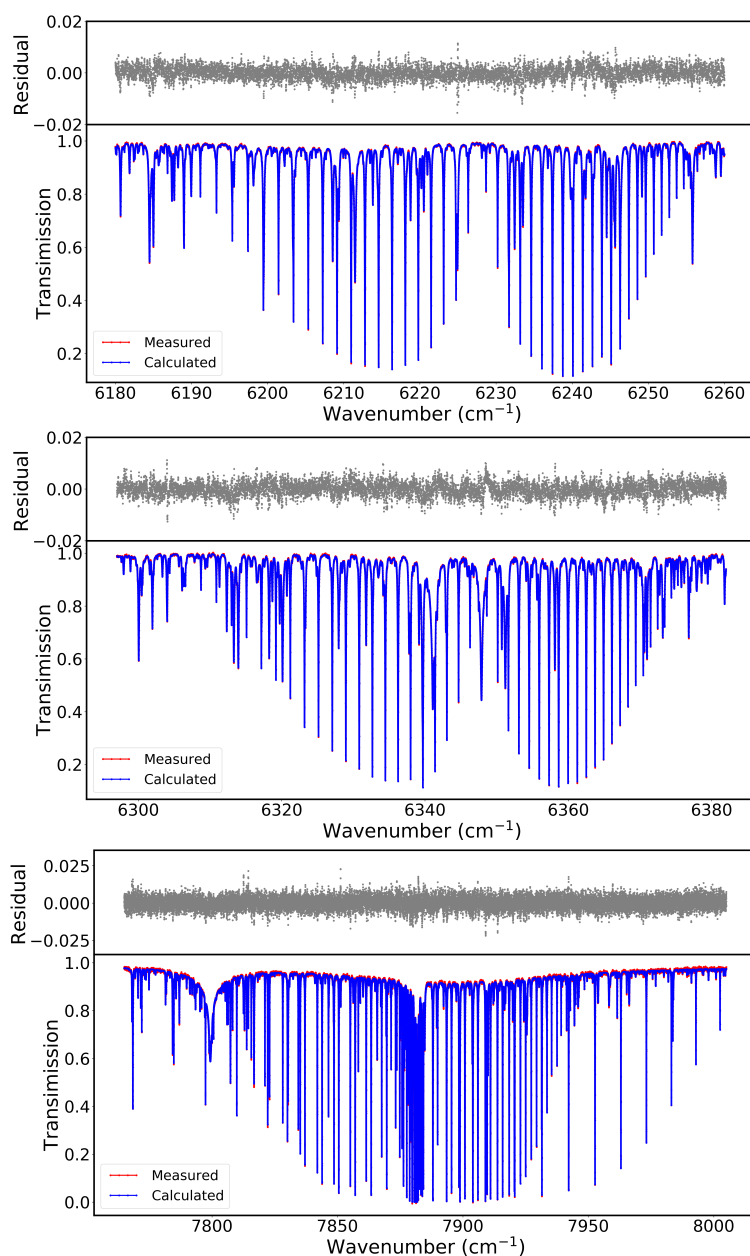 0.02
0.00
−0.02
Residual
1.0
0.8
0.6
0.4
0.2
Transimission
Measured
Calculated
6180 6190 6200 6210 6220 6230 6240 6250 6260
Wavenumber (cm−1)
0.02
0.00
−0.02
Residual
1.0
0.8
0.6
0.4
0.2
Transimission
Measured
Calculated
6300 6320 6340 6360 6380
Wavenumber (cm−1)
0.025
0.000
−0.025
Residual
1.0
0.8
0.6
0.4
0.2
0.0
Transimission
Measured
Calculated
7800 7850 7900 7950 8000
Wavenumber (cm−1)